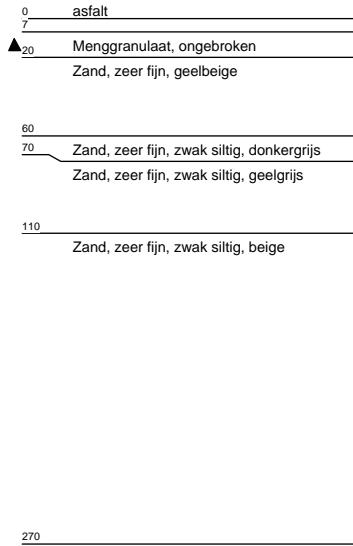 0 asfalt
7
20 Menggranulaat, ongebroken
Zand, zeer fijn, geelbeige
60
70 Zand, zeer fijn, zwak siltig, donkergrijs
Zand, zeer fijn, zwak siltig, geelgrijs
110
Zand, zeer fijn, zwak siltig, beige
270